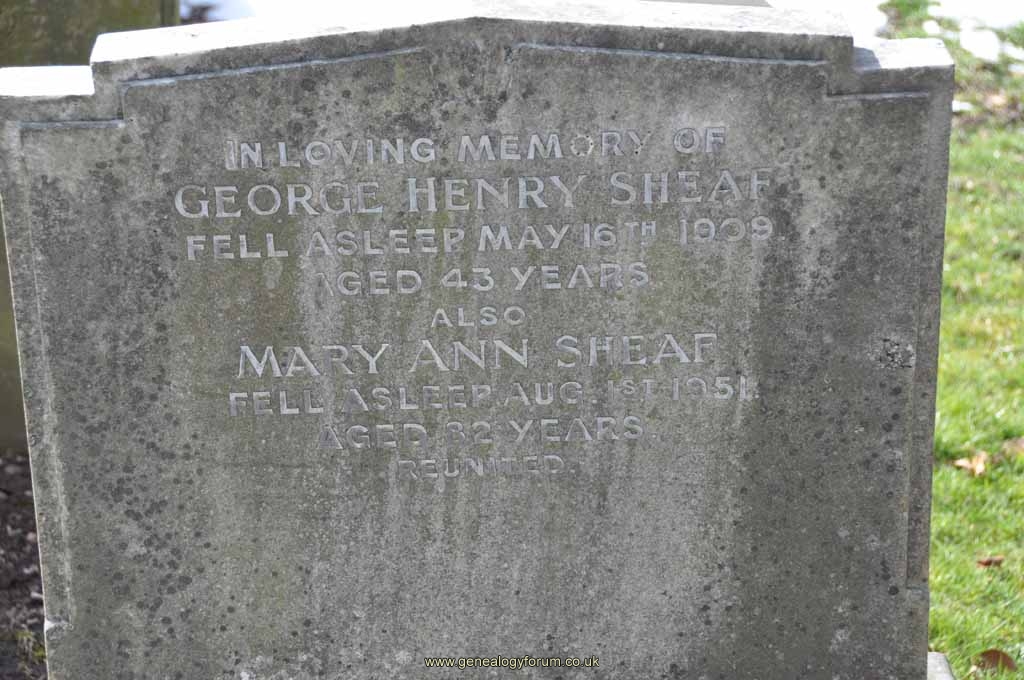 IN LOVING MEMORY OF
GEORGE HENRY SHEAF
FELL ASLEEP MAY 16TH 1909.
AGED 43 YEARS
ALSO
MARY ANN SHEAF
FELL ASLEEP AUG. 1ST 1951.
AGED 82 YEARS.
REUNITED.
www.genealogyforum.co.uk